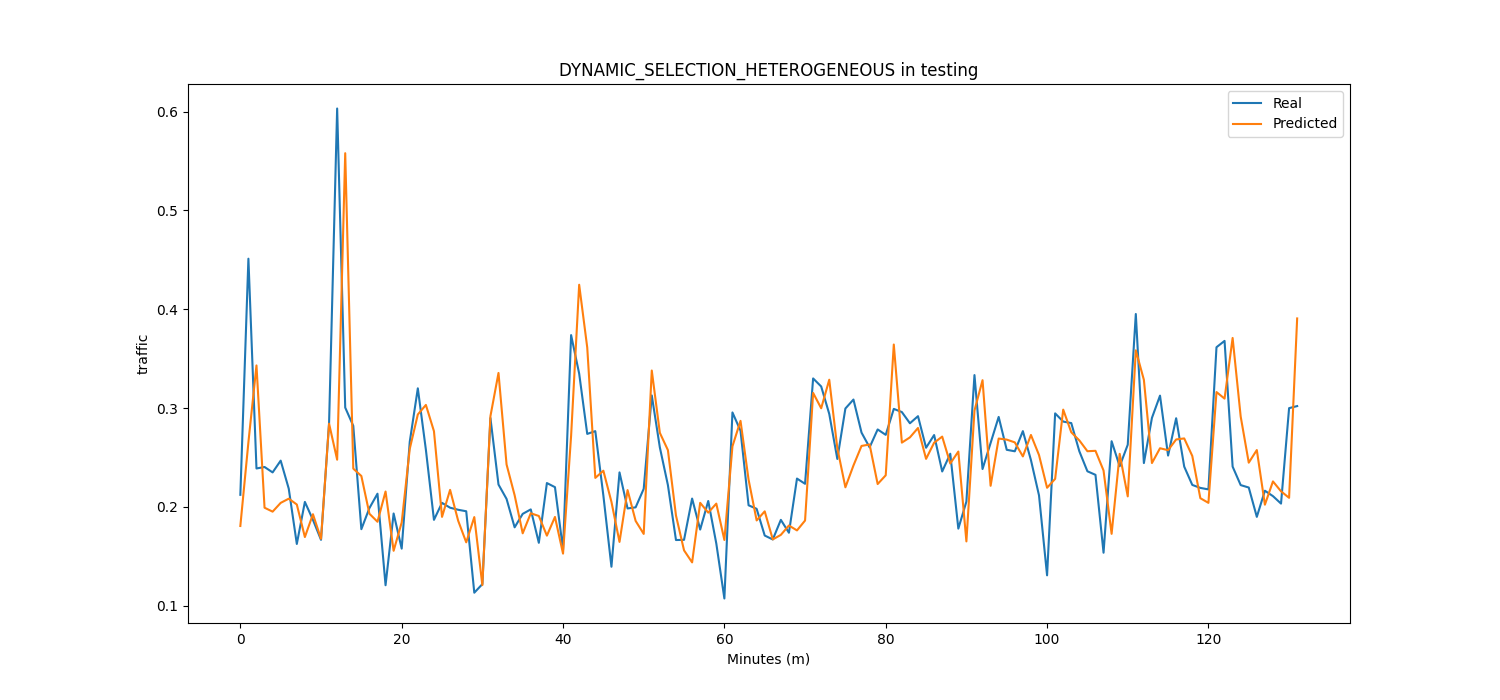 DYNAMIC_SELECTION_HETEROGENEOUS in testing
Real
Predicted
traffic
0.6
0.5
0.4
0.3
0.2
0.1
0 20 40 60 80 100 120
Minutes (m)